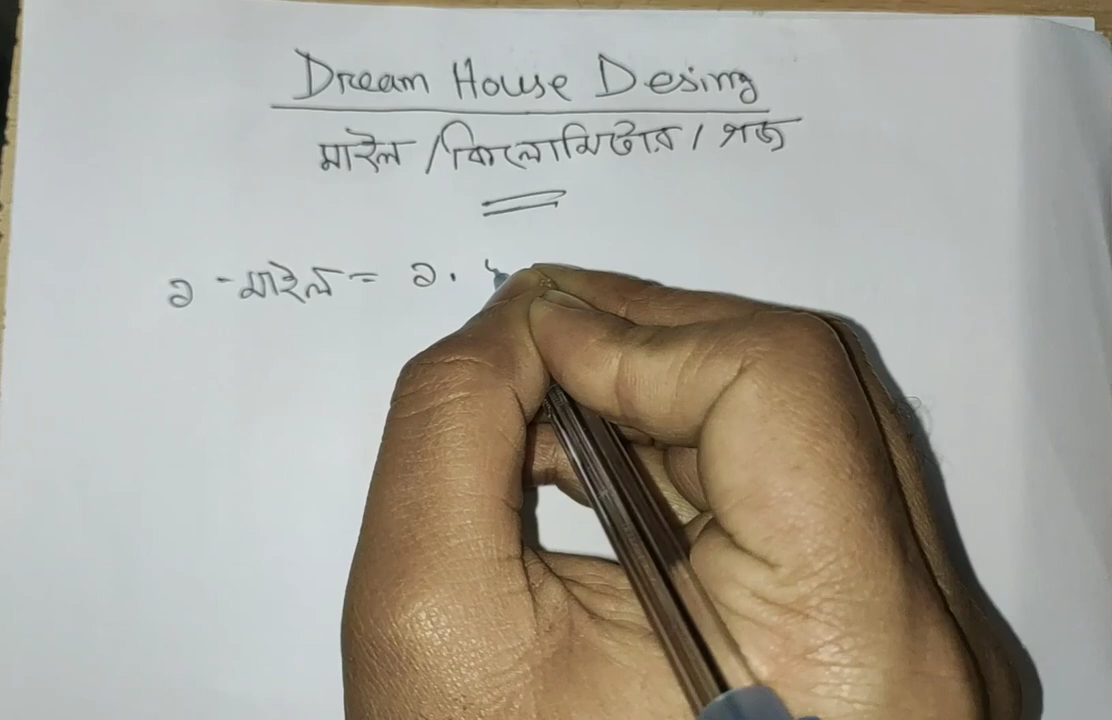 Dream House Desing
মাইল / কিলোমিটার / গজ
১ - মাইল = ১.